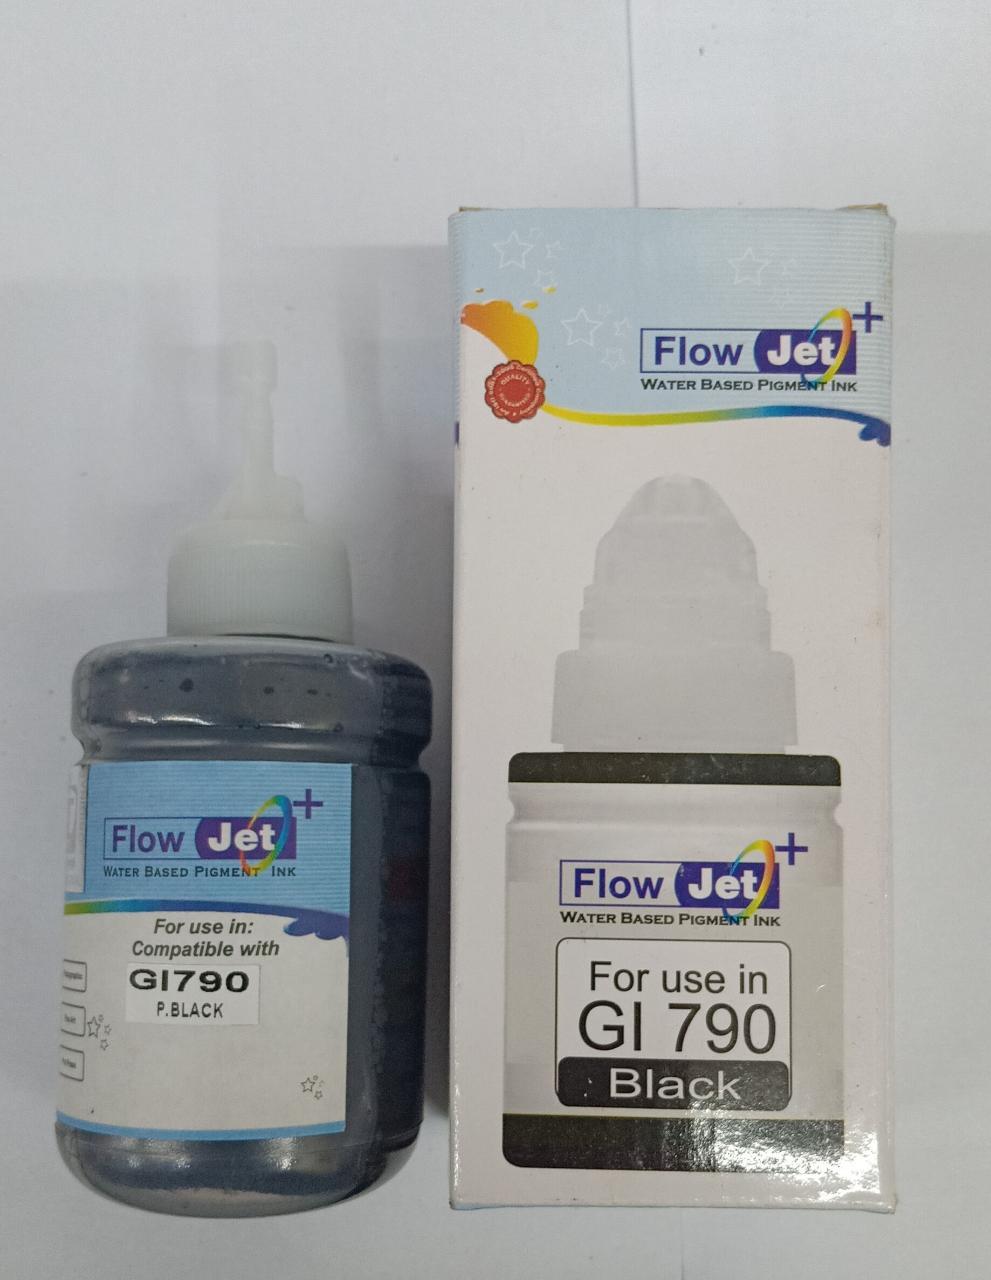 Flow Jet +
WATER BASED PIGMENT INK
For use in:
Compatible with
GI790
P.BLACK
Flow Jet +
WATER BASED PIGMENT INK
QUALITY
Flow Jet +
WATER BASED PIGMENT INK
For use in
GI 790
Black